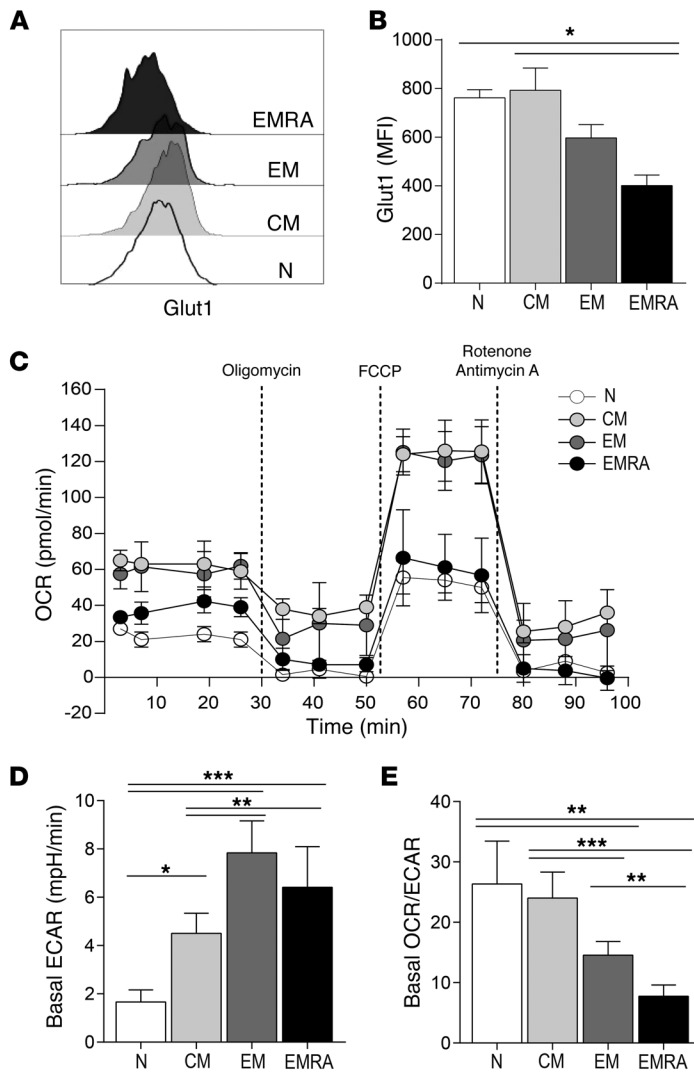 A
EMRA
EM
CM
N
Glut1
B
*
1000
800
600
400
200
0
Glut1 (MFI)
N CM EM EMRA
C
Oligomycin
FCCP
Rotenone
Antimycin A
N
CM
EM
EMRA
160
140
120
100
80
60
40
20
0
-20
OCR (pmol/min)
10 20 30 40 50 60 70 80 90 100
Time (min)
D
***
**
*
10
8
6
4
2
0
Basal ECAR (mpH/min)
N CM EM EMRA
E
**
***
**
40
30
20
10
0
Basal OCR/ECAR
N CM EM EMRA